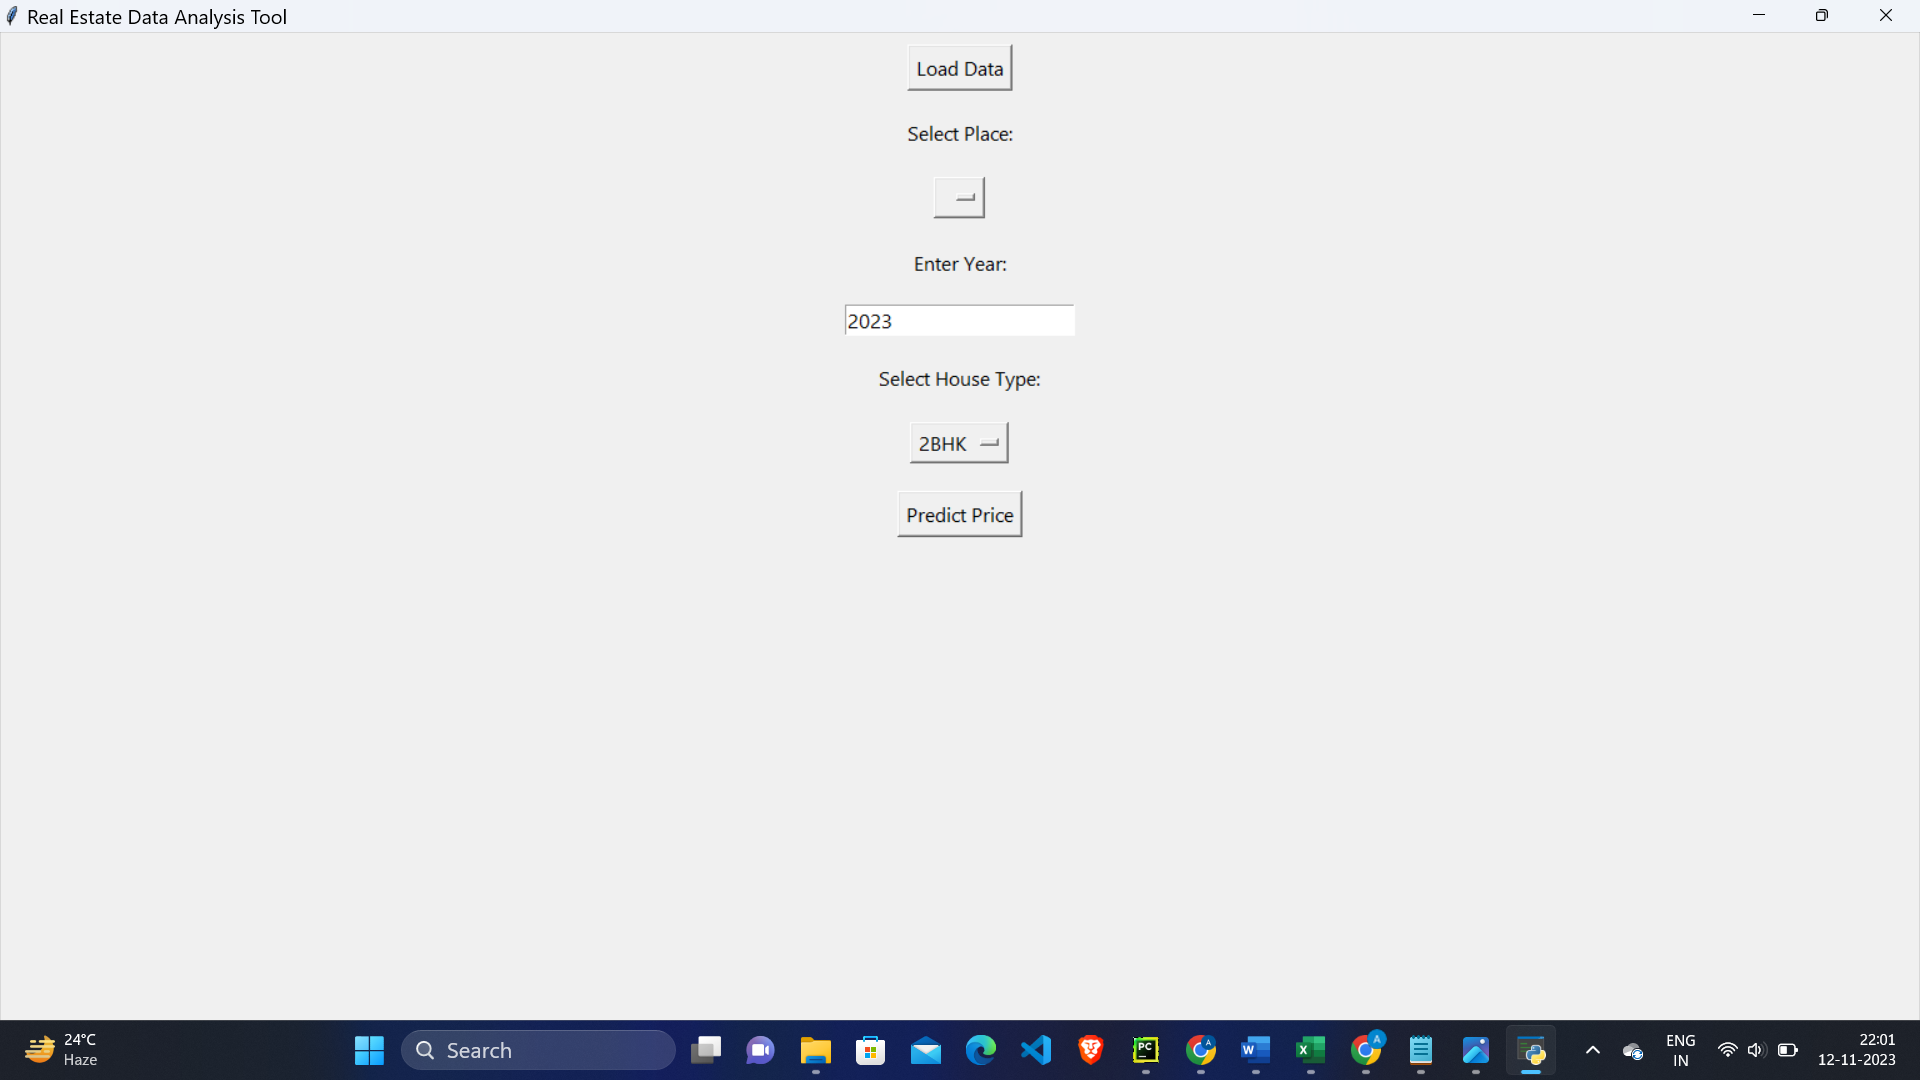 Real Estate Data Analysis Tool
Load Data
Select Place:
Enter Year:
2023
Select House Type:
2BHK
Predict Price
24°C
Haze
Search
PC
A
W
X
A
ENG
IN
22:01
12-11-2023